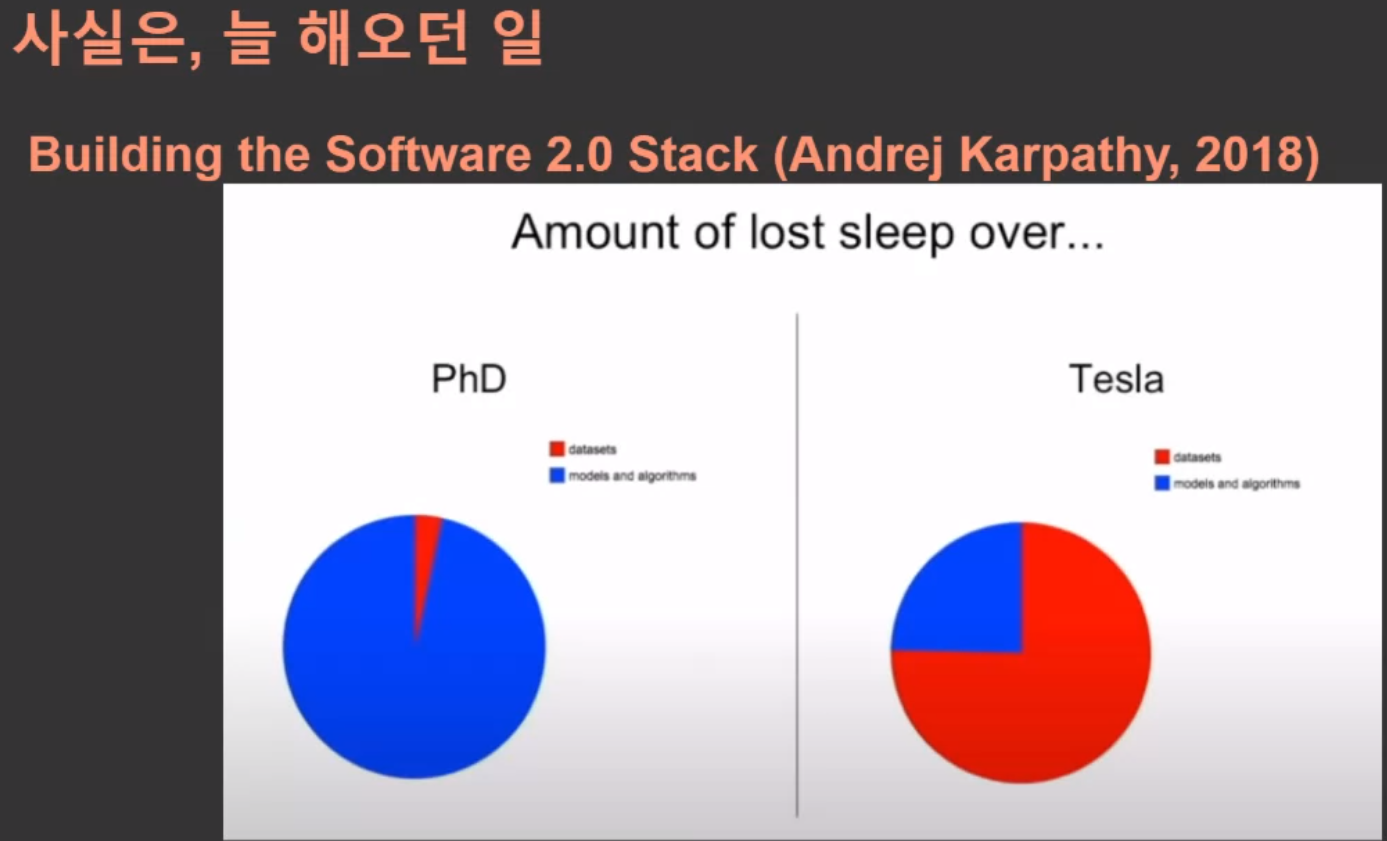 사실은, 늘 해오던 일
Building the Software 2.0 Stack (Andrej Karpathy, 2018)
Amount of lost sleep over...
PhD
datasets
models and algorithms
Tesla
datasets
models and algorithms